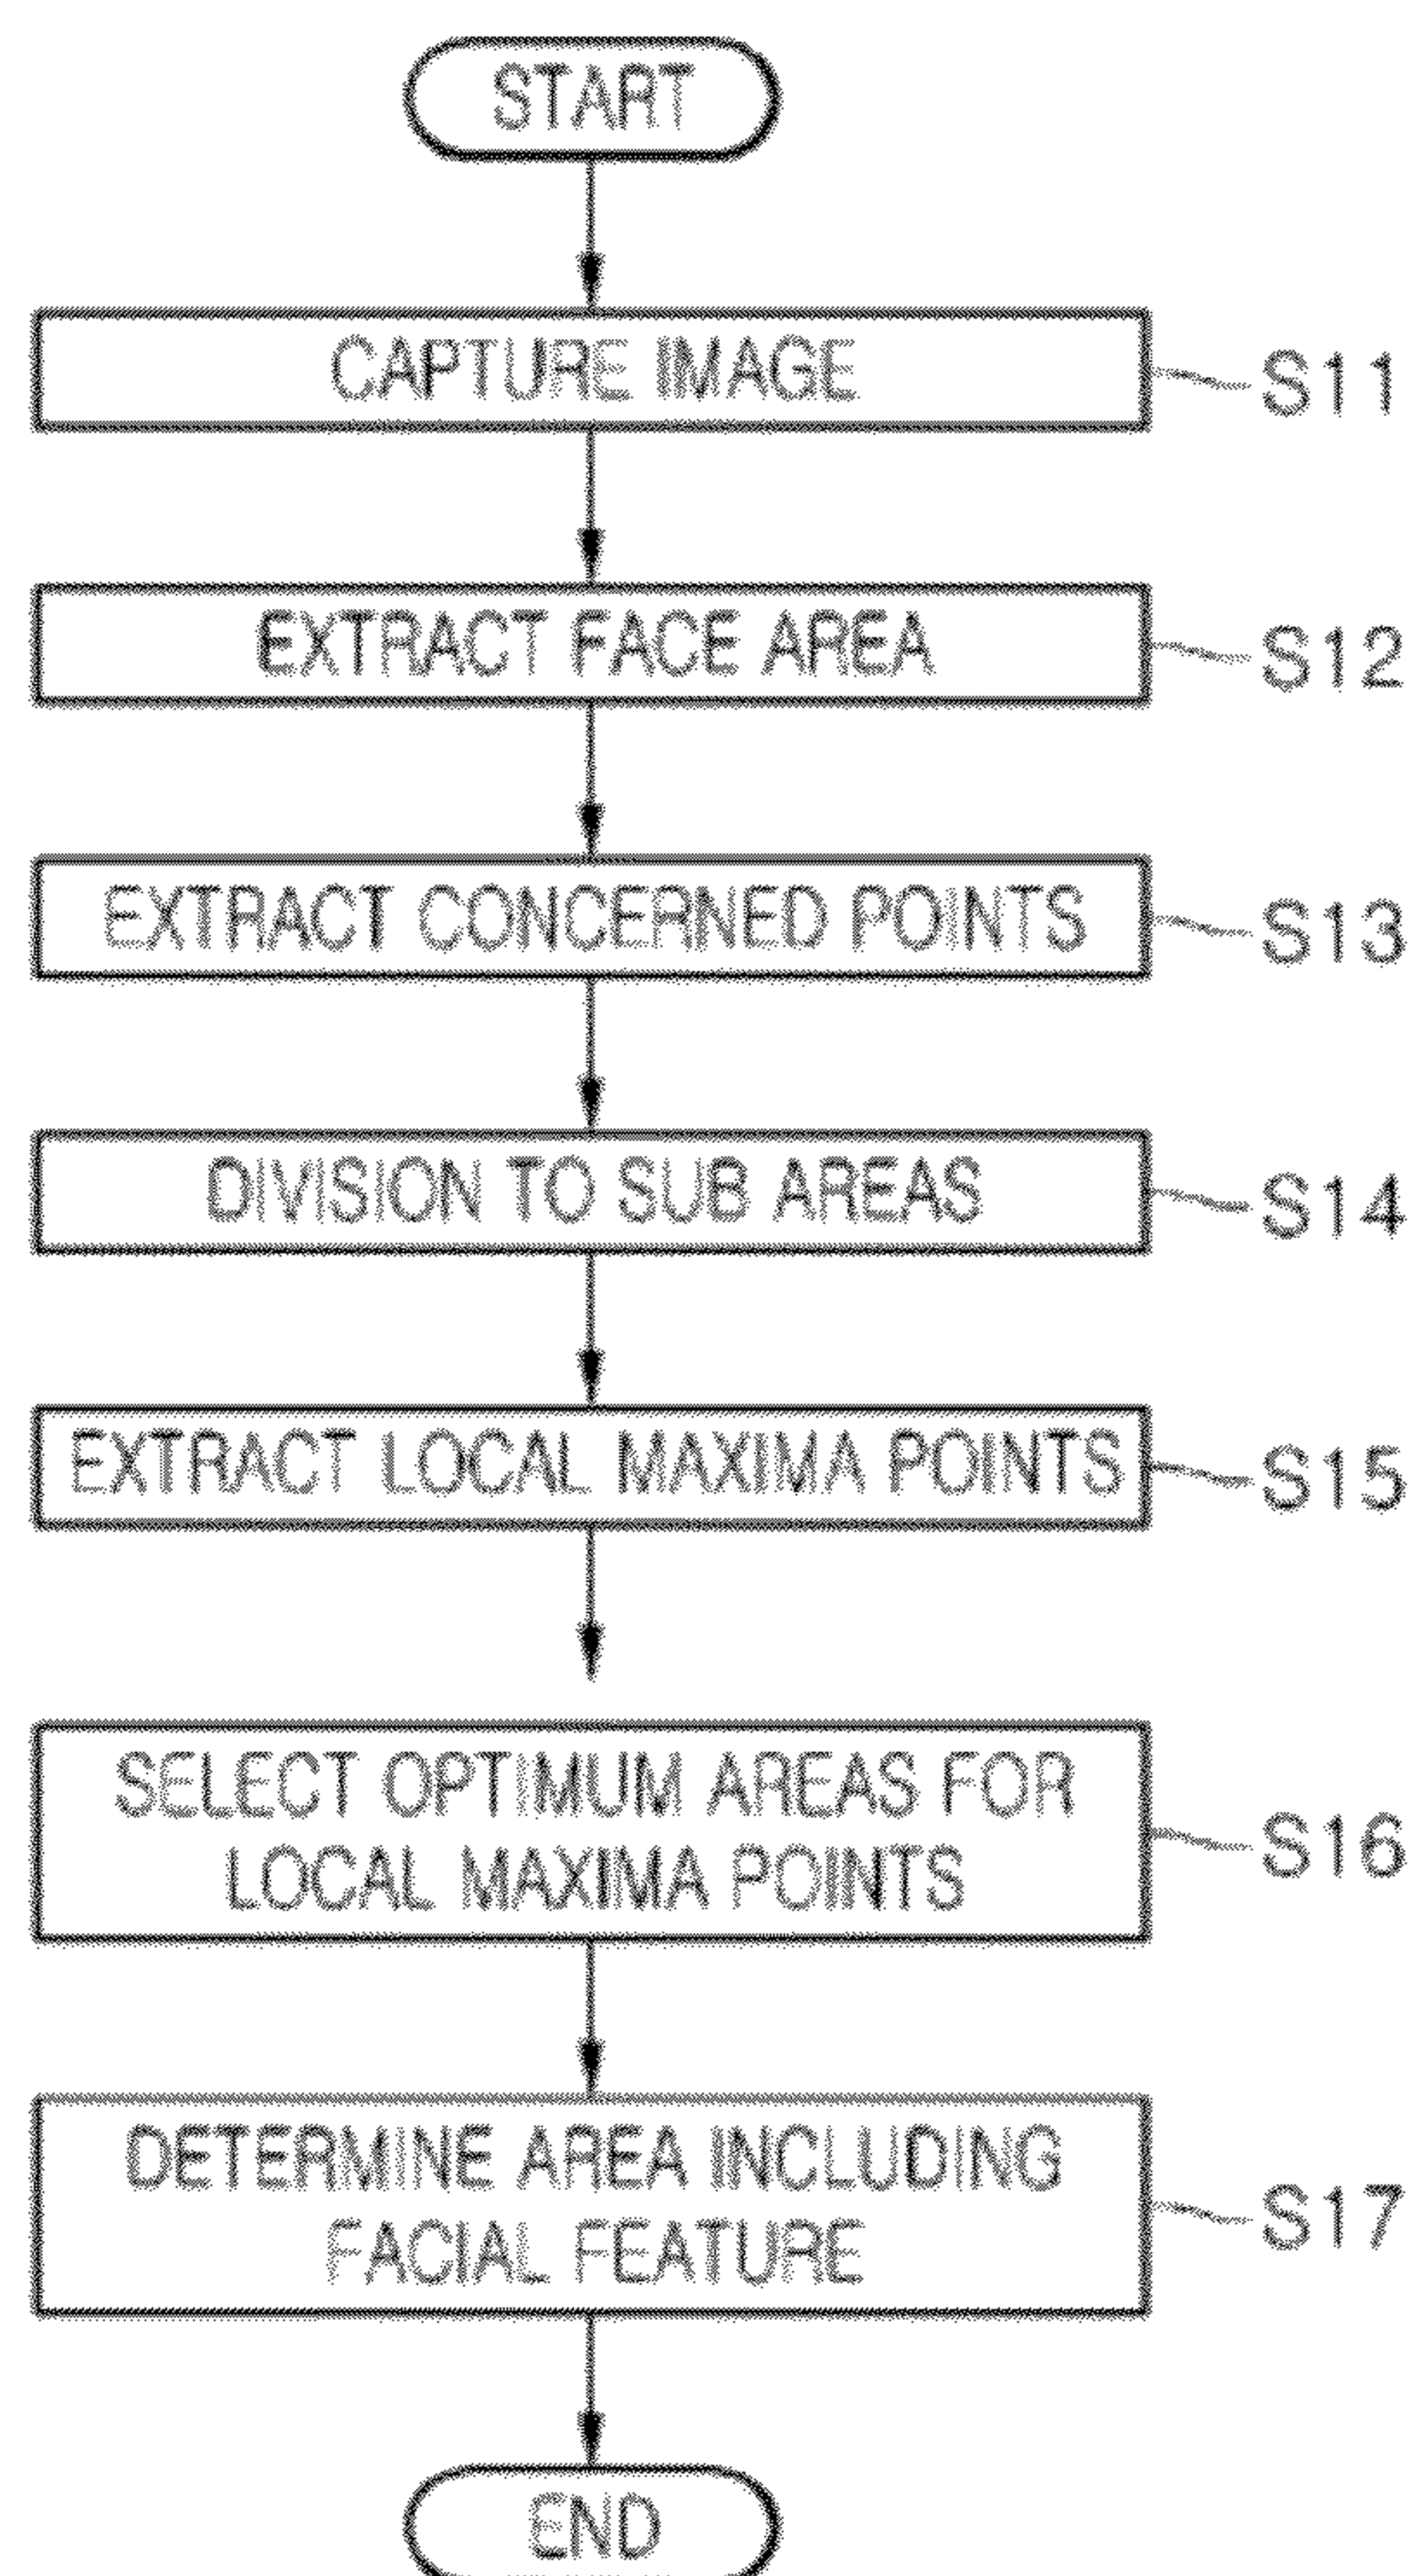 START
CAPTURE IMAGE
S11
EXTRACT FACE AREA
S12
EXTRACT CONCERNED POINTS
S13
DIVISION TO SUB AREAS
S14
EXTRACT LOCAL MAXIMA POINTS
S15
SELECT OPTIMUM AREAS FOR
LOCAL MAXIMA POINTS
S16
DETERMINE AREA INCLUDING
FACIAL FEATURE
S17
END